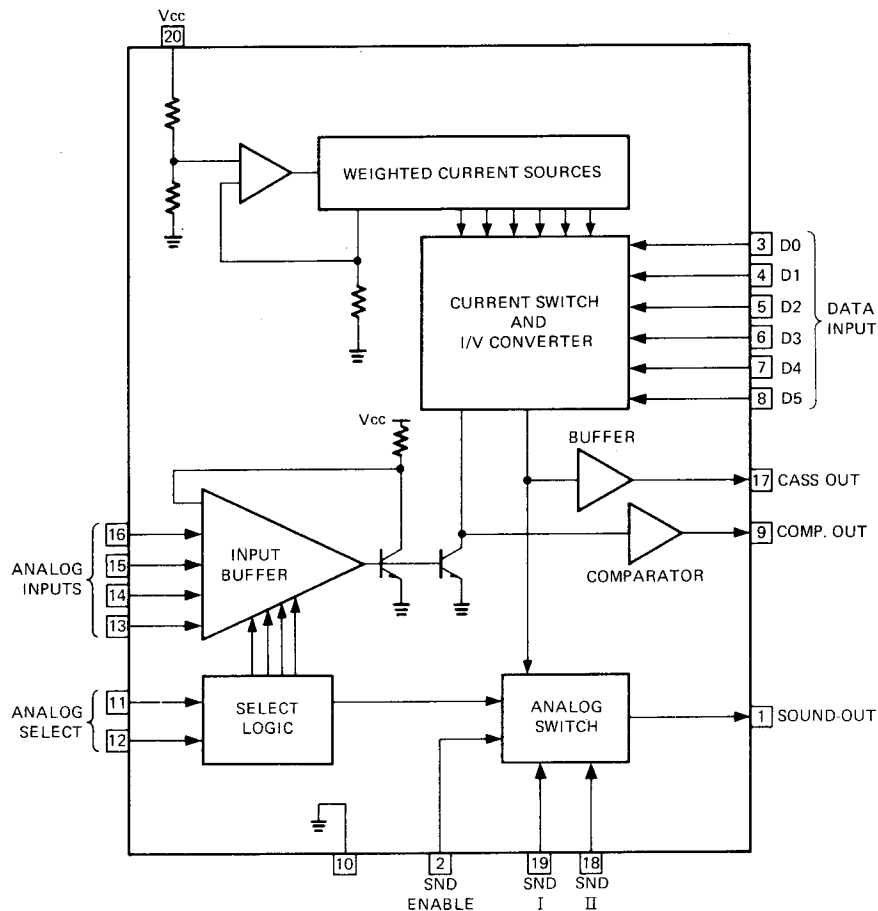 Vcc
20
WEIGHTED CURRENT SOURCES
CURRENT SWITCH
AND
I/V CONVERTER
3 D0
4 D1
5 D2
6 D3
7 D4
8 D5
DATA
INPUT
Vcc
BUFFER
17 CASS OUT
9 COMP. OUT
COMPARATOR
ANALOG
INPUTS
16
15
14
13
INPUT
BUFFER
ANALOG
SELECT
11
12
SELECT
LOGIC
ANALOG
SWITCH
1 SOUND-OUT
10
2
SND
ENABLE
19
SND
I
18
SND
II